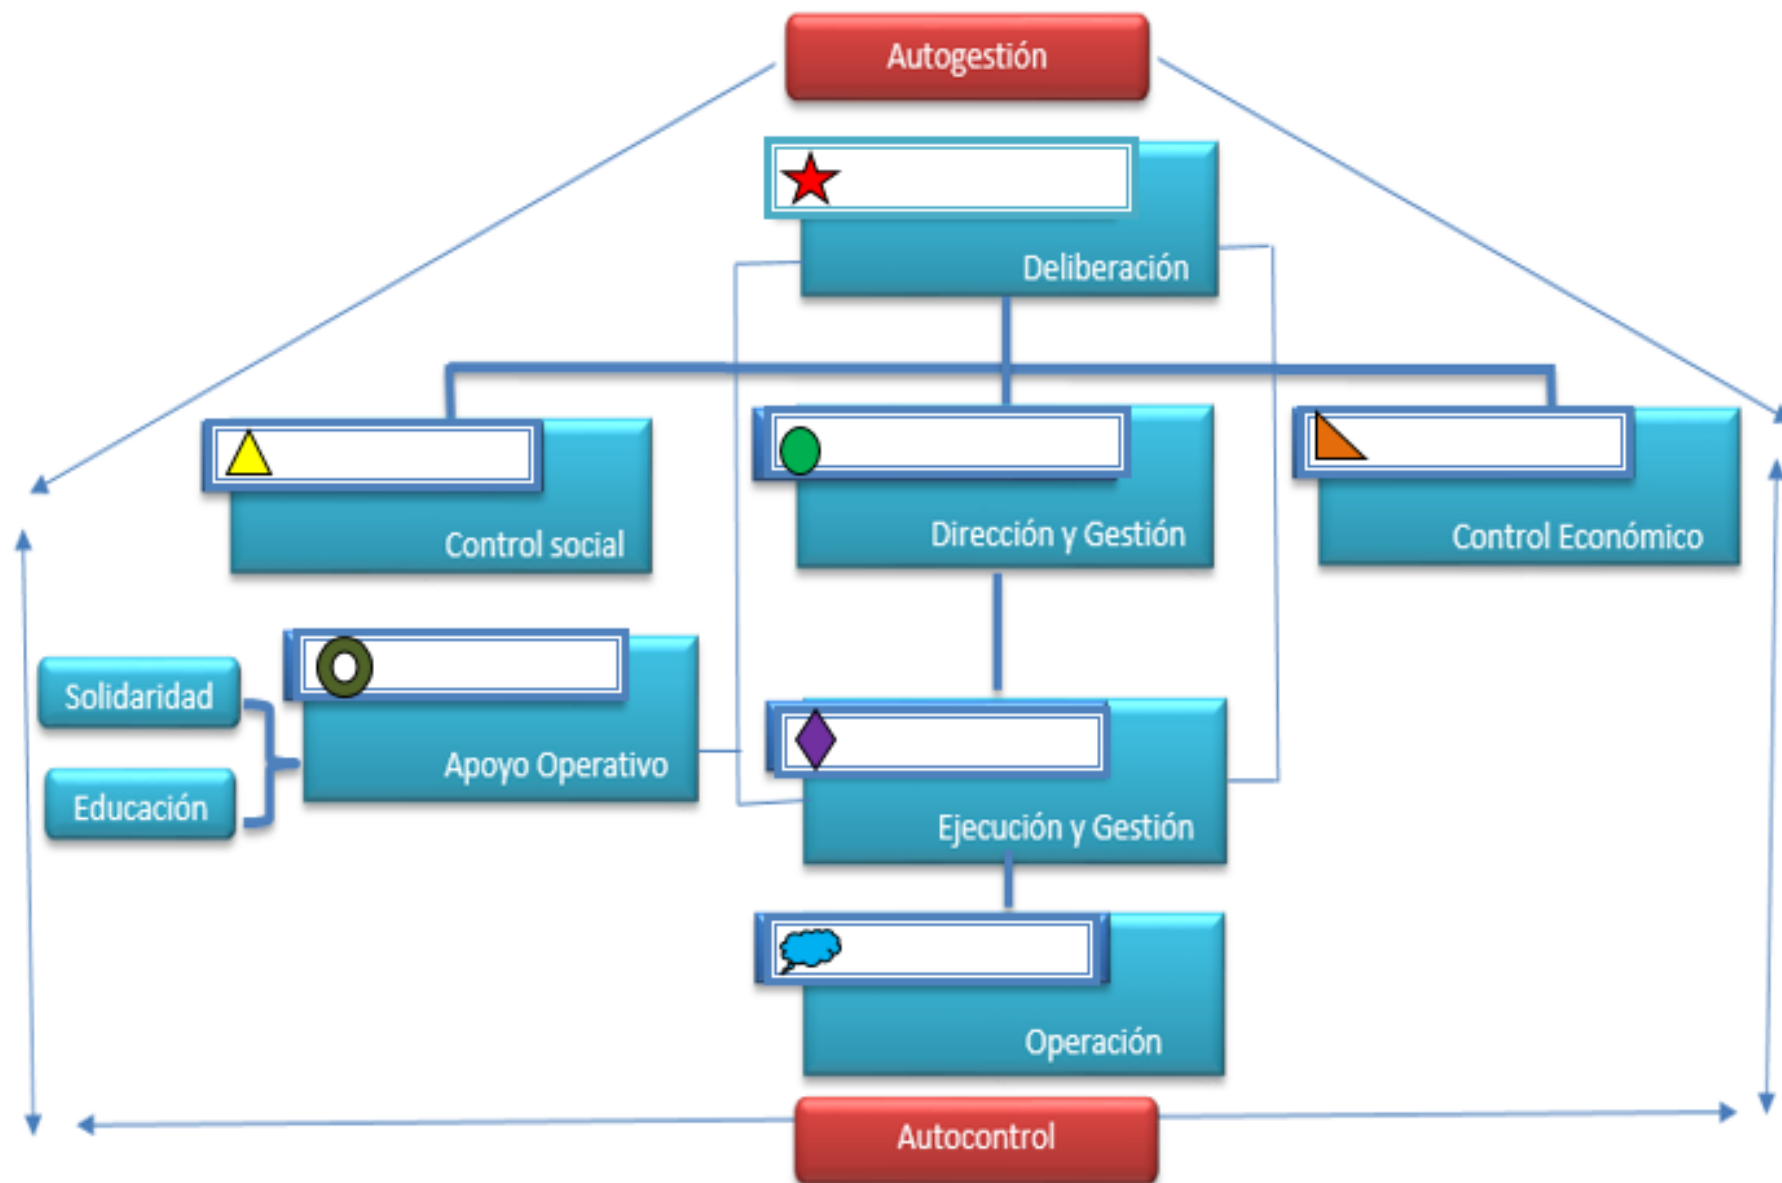 Autogestión
Deliberación
Control social
Dirección y Gestión
Control Económico
Solidaridad
Educación
Apoyo Operativo
Ejecución y Gestión
Operación
Autocontrol